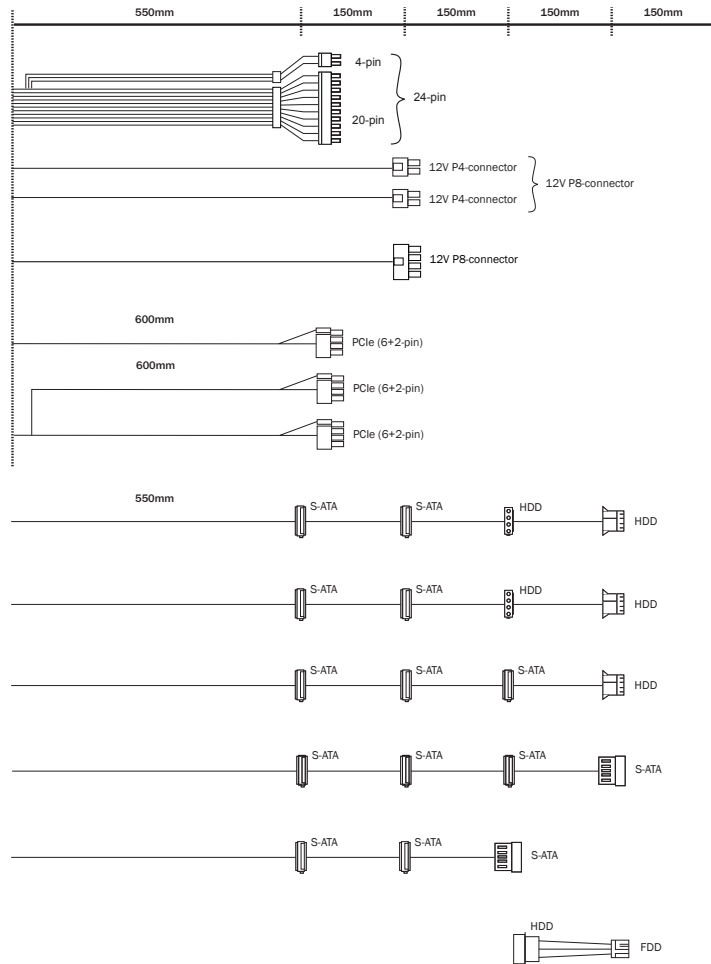 550mm 150mm 150mm 150mm 150mm
4-pin
24-pin
20-pin
12V P4-connector
12V P8-connector
12V P4-connector
12V P8-connector
600mm
PCIe (6+2-pin)
600mm
PCIe (6+2-pin)
PCIe (6+2-pin)
550mm
S-ATA S-ATA HDD
HDD
S-ATA S-ATA HDD
HDD
S-ATA S-ATA S-ATA
HDD
S-ATA S-ATA S-ATA
S-ATA
S-ATA S-ATA
S-ATA
HDD
FDD